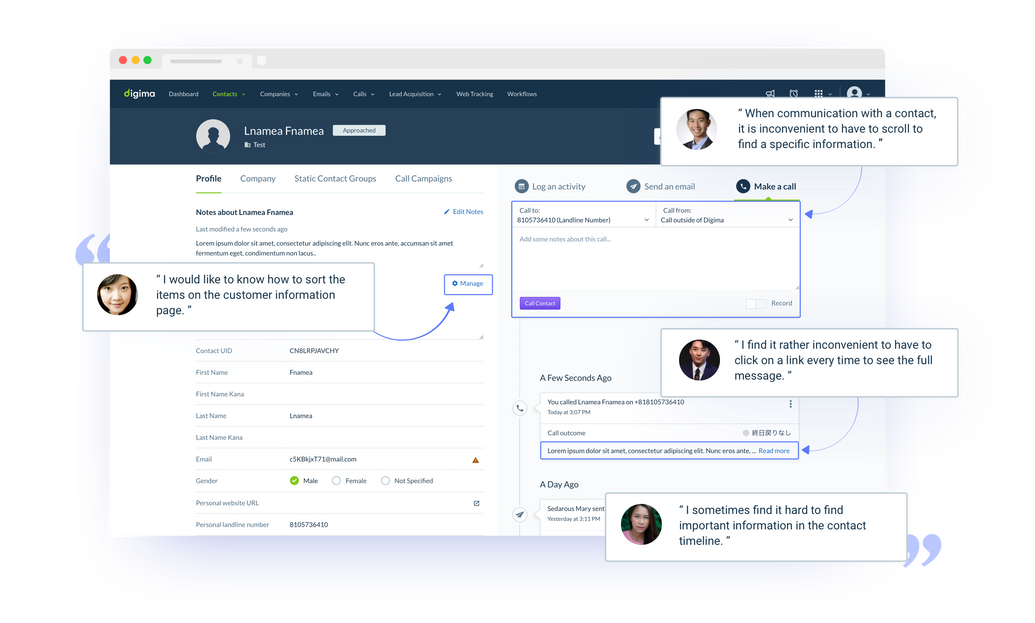 digima
Dashboard
Contacts
Companies
Emails
Calls
Lead Acquisition
Web Tracking
Workflows
Lnamea Fnamea
Approached
Test
“ When communication with a contact,
it is inconvenient to have to scroll to
find a specific information. ”
Profile
Company
Static Contact Groups
Call Campaigns
Notes about Lnamea Fnamea
Edit Notes
Last modified a few seconds ago
Lorem ipsum dolor sit amet, consectetur adipiscing elit. Nunc eros ante, accumsan sit amet
fermentum eget, condimentum non lacus..
“ I would like to know how to sort the
items on the customer information
page. ”
Manage
Contact UID
CN8LRPJAVCHY
First Name
Fnamea
First Name Kana
Last Name
Lnamea
Last Name Kana
Email
c5KBkjxT71@mail.com
Gender
Male
Female
Not Specified
Personal website URL
Personal landline number
8105736410
Log an activity
Send an email
Make a call
Call to:
8105736410 (Landline Number)
Call from:
Call outside of Digima
Add some notes about this call...
Call Contact
Record
“ I find it rather inconvenient to have to
click on a link every time to see the full
message. ”
A Few Seconds Ago
You called Lnamea Fnamea on +818105736410
Today at 3:07 PM
Call outcome
終日戻りなし
Lorem ipsum dolor sit amet, consectetur adipiscing elit, Nunc eros ante, ... Read more
A Day Ago
Sedarous Mary sent
Yesterday at 3:11 PM
“ I sometimes find it hard to find
important information in the contact
timeline. ”